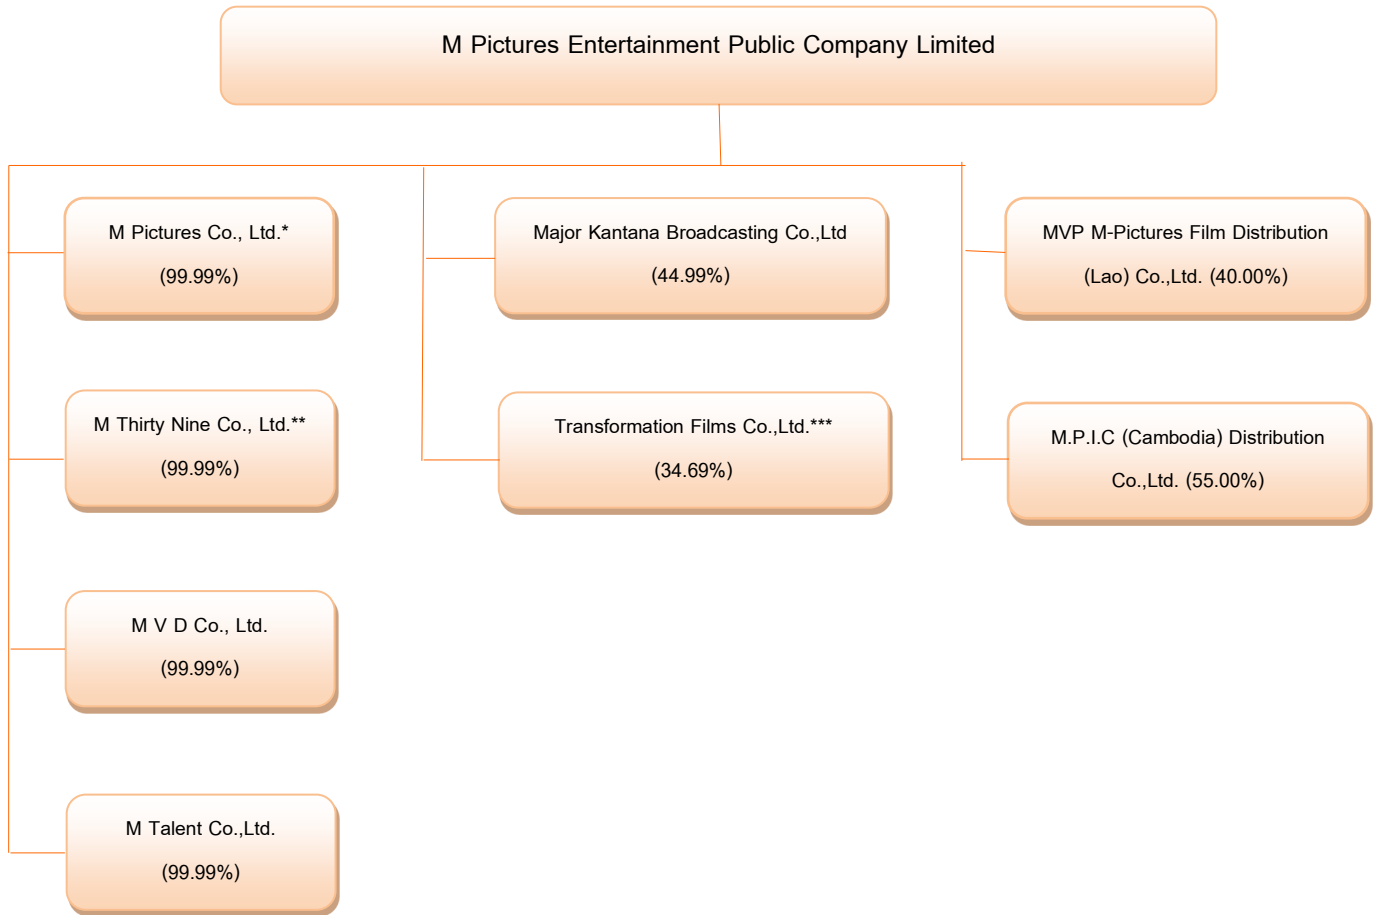 M Pictures Entertainment Public Company Limited
M Pictures Co., Ltd.*
(99.99%)
M Thirty Nine Co., Ltd.**
(99.99%)
M V D Co., Ltd.
(99.99%)
M Talent Co.,Ltd.
(99.99%)
Major Kantana Broadcasting Co.,Ltd
(44.99%)
Transformation Films Co.,Ltd.***
(34.69%)
MVP M-Pictures Film Distribution
(Lao) Co.,Ltd. (40.00%)
M.P.I.C (Cambodia) Distribution
Co.,Ltd. (55.00%)